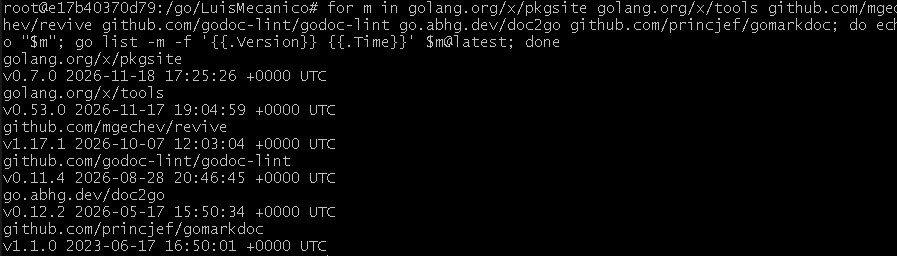 root@e17b40370d79:/go/LuisMecanico# for m in golang.org/x/pkgsite golang.org/x/tools github.com/mgec
hev/revive github.com/godoc-lint/godoc-lint go.abhg.dev/doc2go github.com/princjef/gomarkdoc; do ech
o "$m"; go list -m -f '{{.Version}} {{.Time}}' $m@latest; done
golang.org/x/pkgsite
v0.7.0 2026-11-18 17:25:26 +0000 UTC
golang.org/x/tools
v0.53.0 2026-11-17 19:04:59 +0000 UTC
github.com/mgechev/revive
v1.17.1 2026-10-07 12:03:04 +0000 UTC
github.com/godoc-lint/godoc-lint
v0.11.4 2026-08-28 20:46:45 +0000 UTC
go.abhg.dev/doc2go
v0.12.2 2026-05-17 15:50:34 +0000 UTC
github.com/princjef/gomarkdoc
v1.1.0 2023-06-17 16:50:01 +0000 UTC